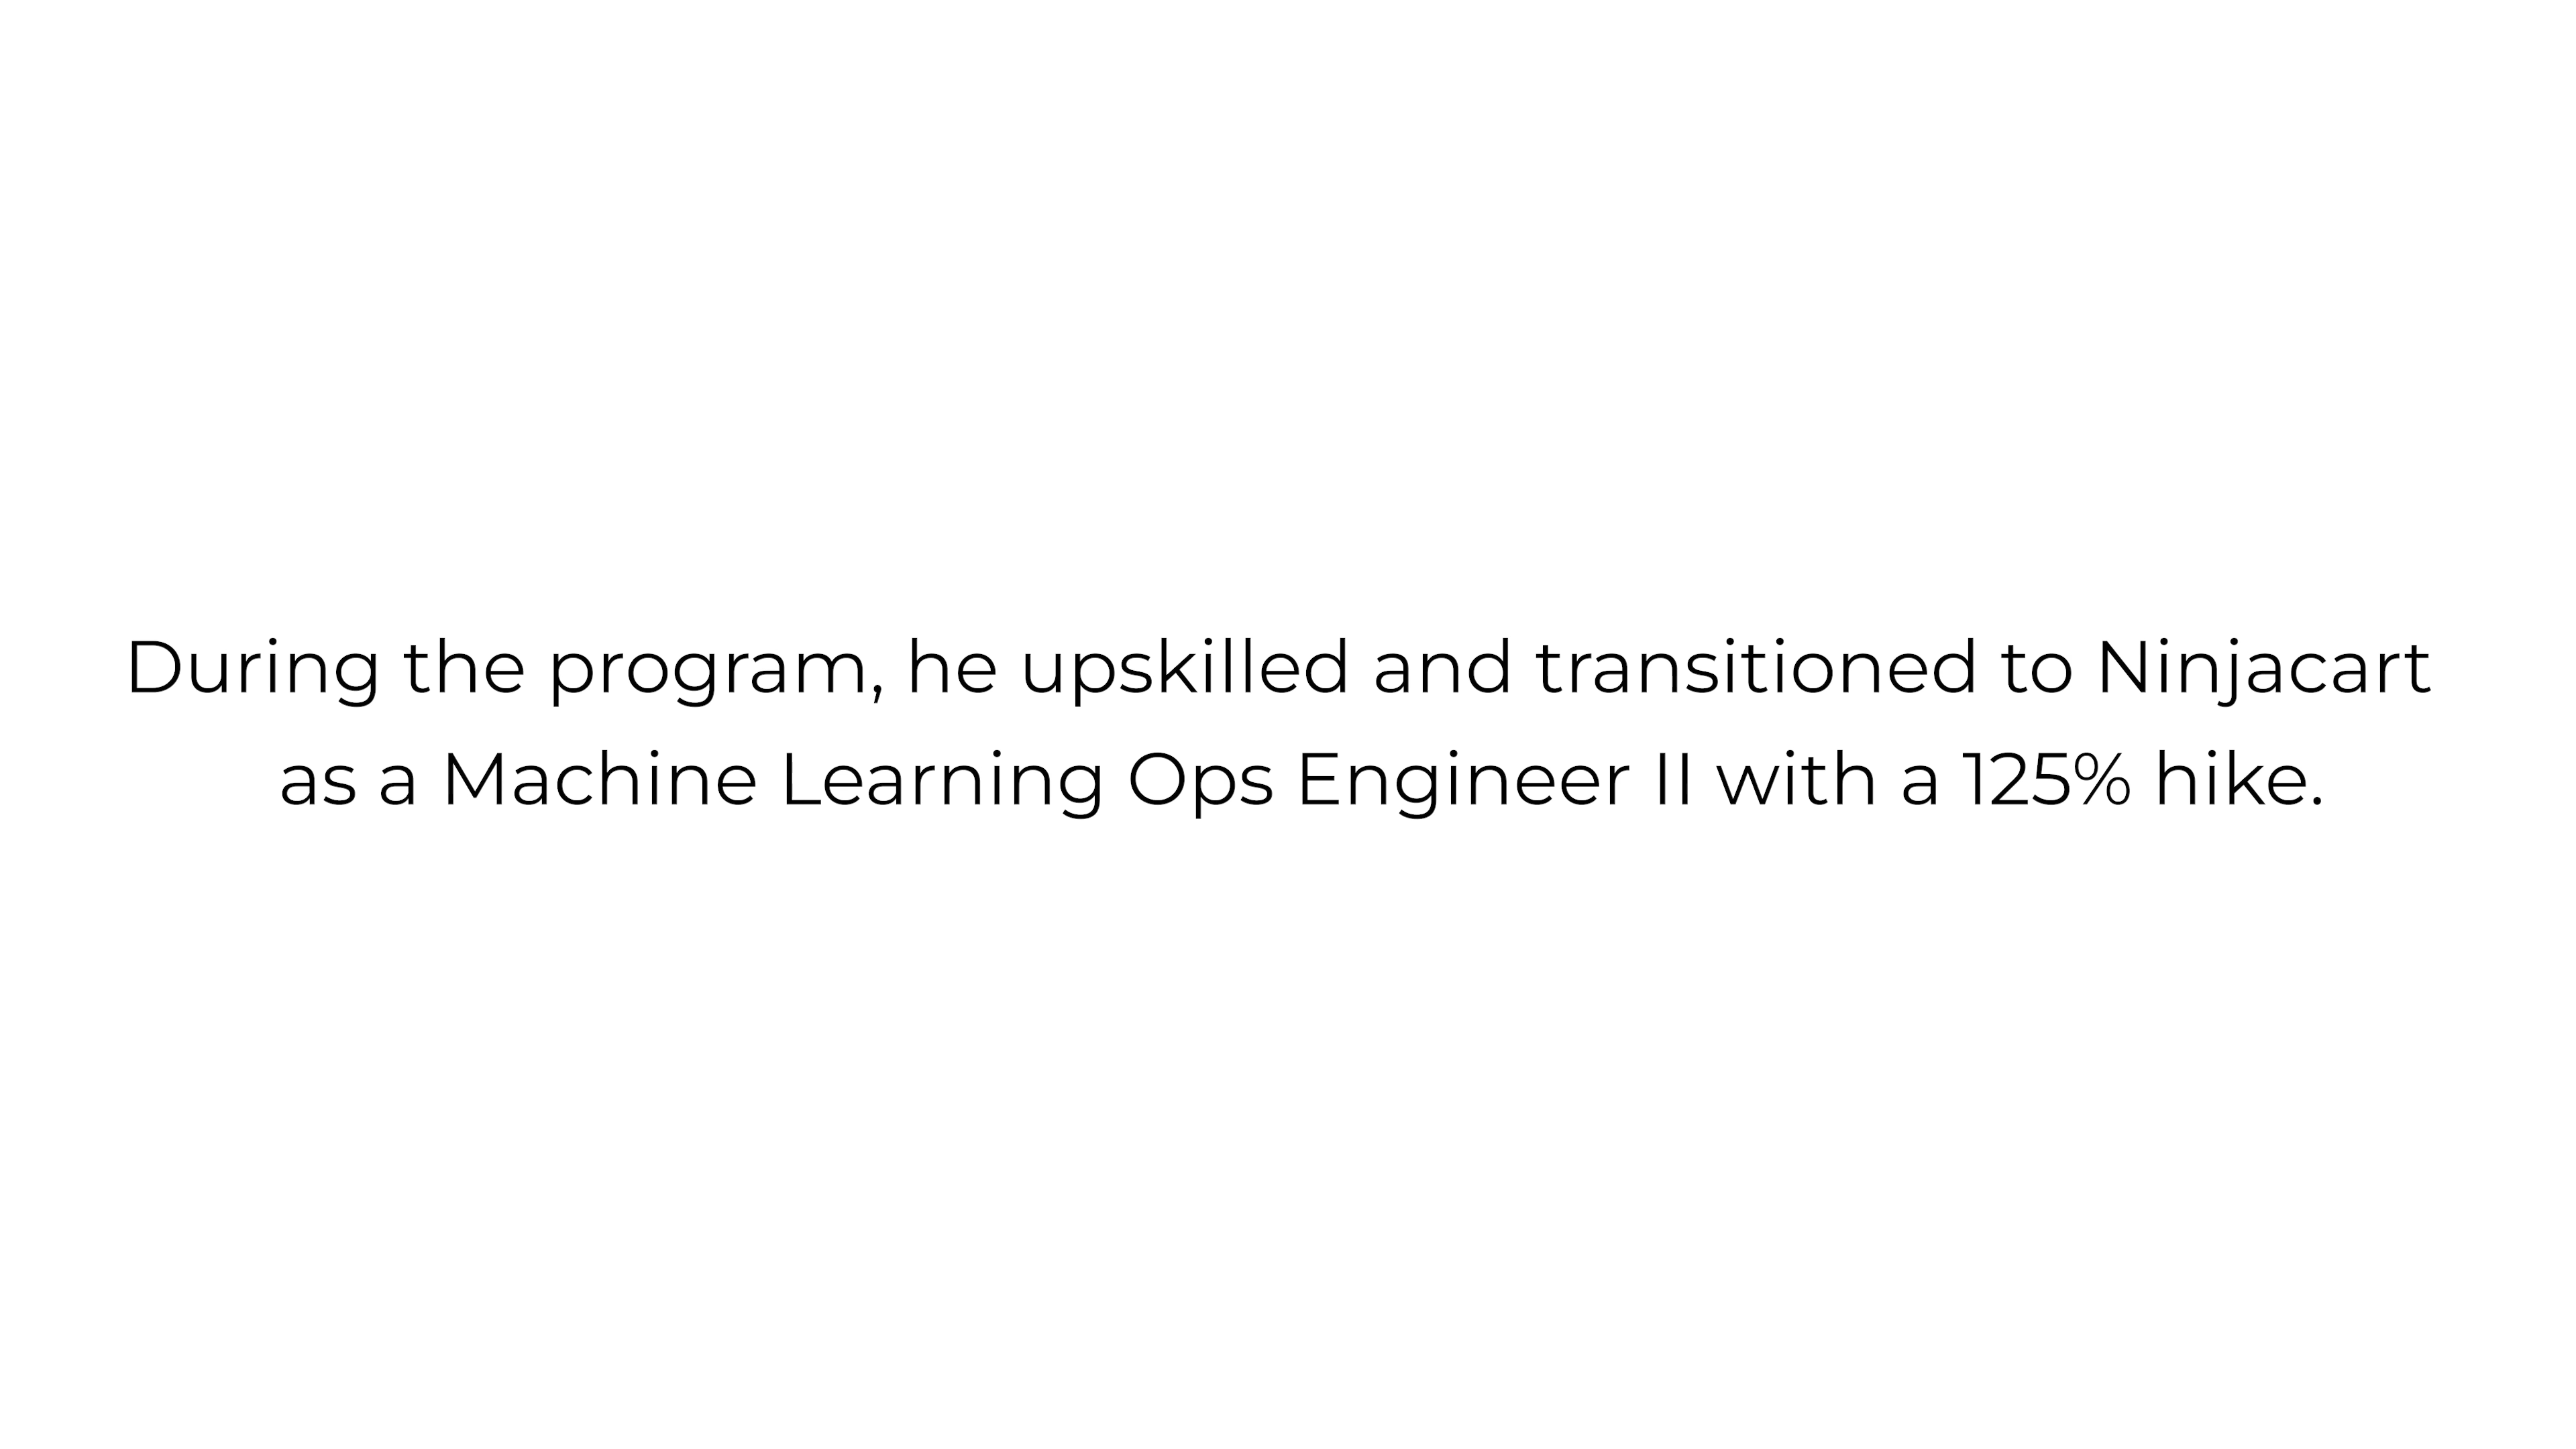 During the program, he upskilled and transitioned to Ninjacart
as a Machine Learning Ops Engineer II with a 125% hike.